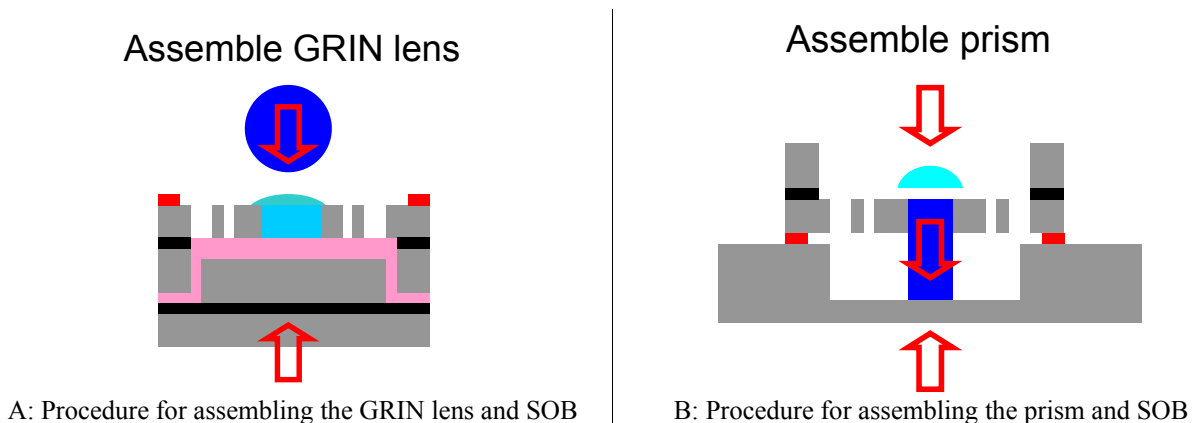 Assemble GRIN lens
A: Procedure for assembling the GRIN lens and SOB
Assemble prism
B: Procedure for assembling the prism and SOB